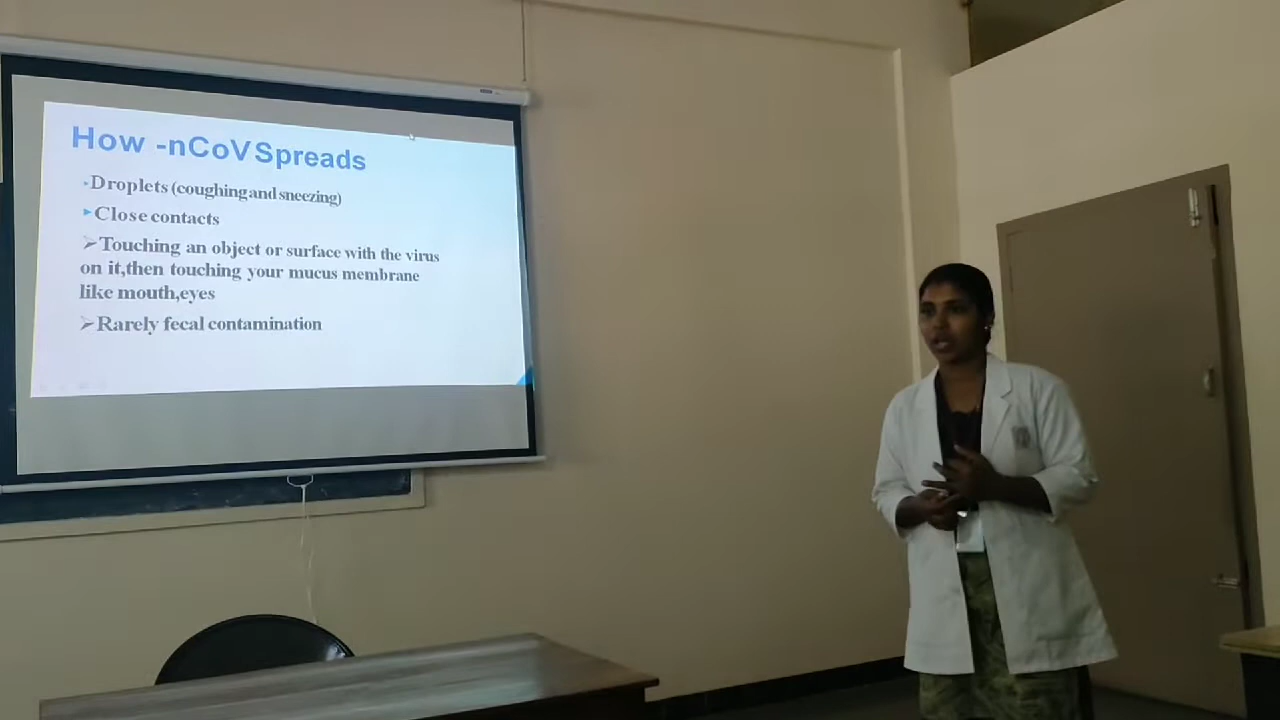 How -nCoV Spreads
Droplets (coughing and sneezing)
Close contacts
Touching an object or surface with the virus
on it,then touching your mucus membrane
like mouth,eyes
Rarely fecal contamination